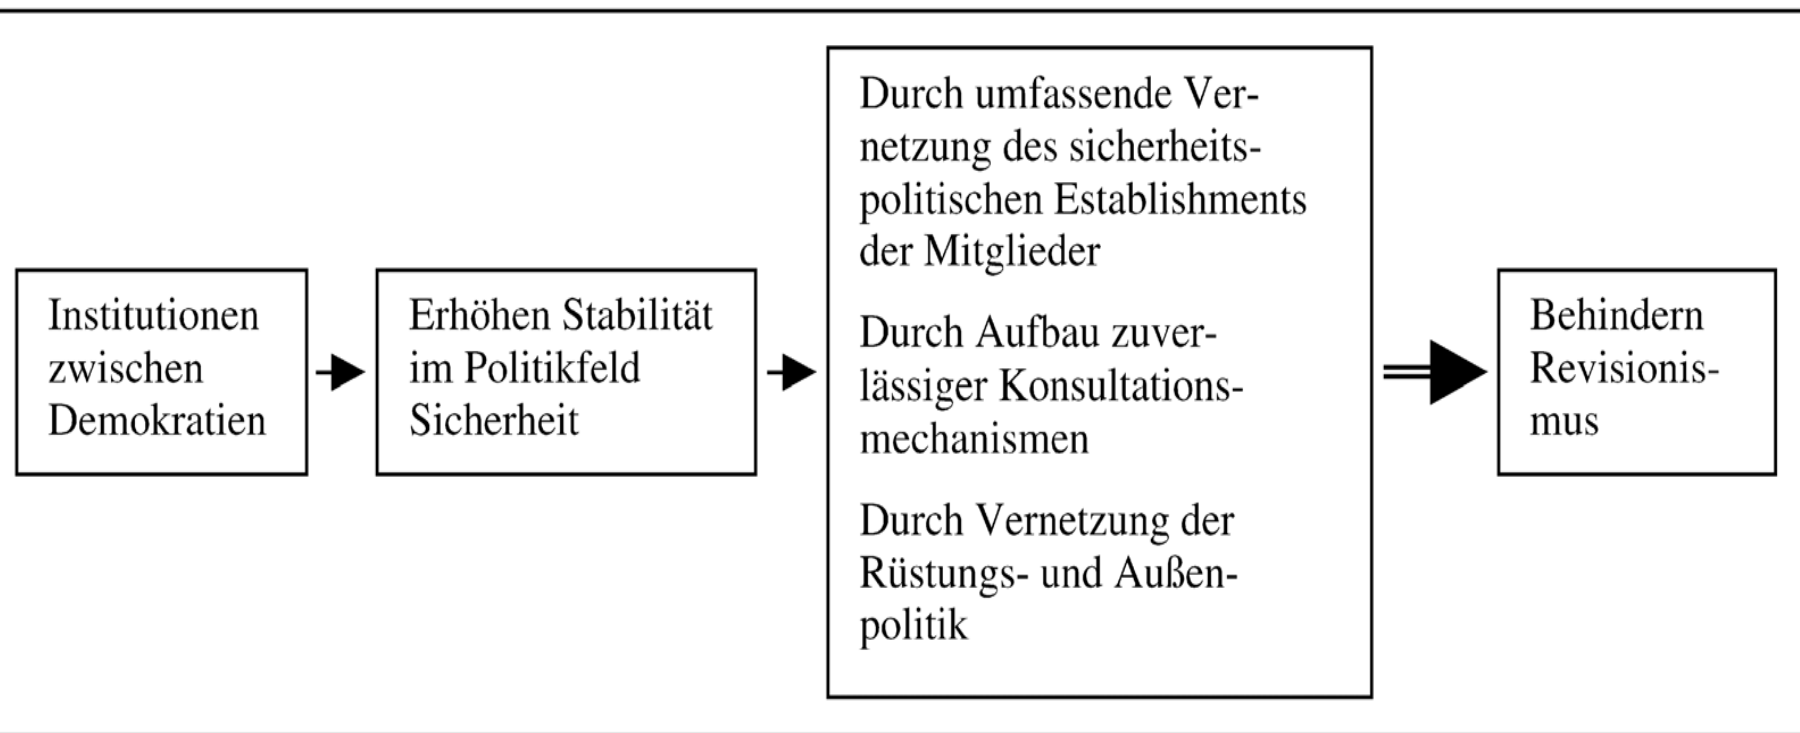 Institutionen
zwischen
Demokratien
Erhöhen Stabilität
im Politikfeld
Sicherheit
Durch umfassende Ver-
netzung des sicherheits-
politischen Establishments
der Mitglieder
Durch Aufbau zuver-
lässiger Konsultations-
mechanismen
Durch Vernetzung der
Rüstungs- und Außen-
politik
Behindern
Revisionis-
mus